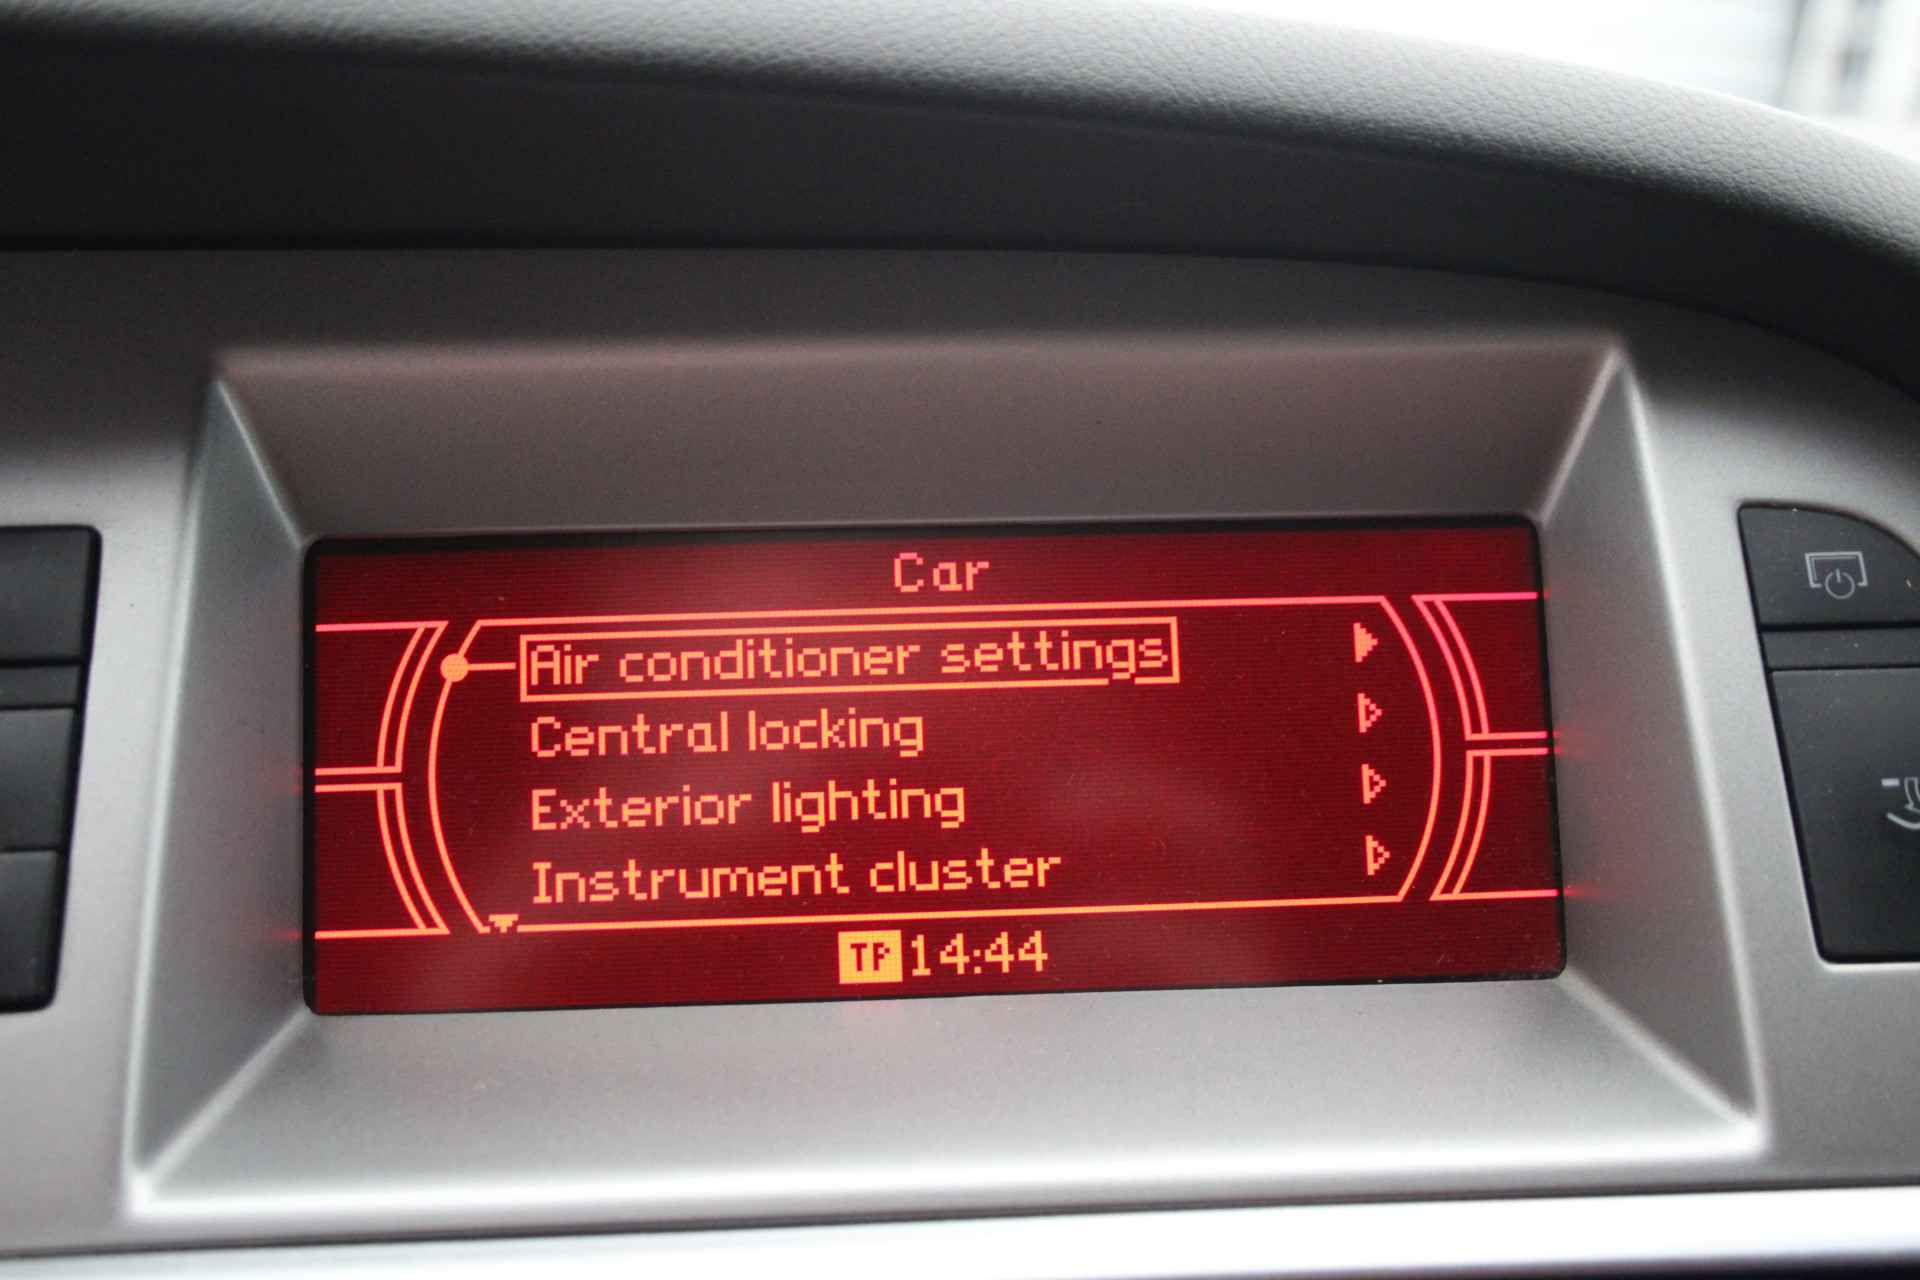 Car
Air conditioner settings
Central locking
Exterior lighting
Instrument cluster
TP 14:44